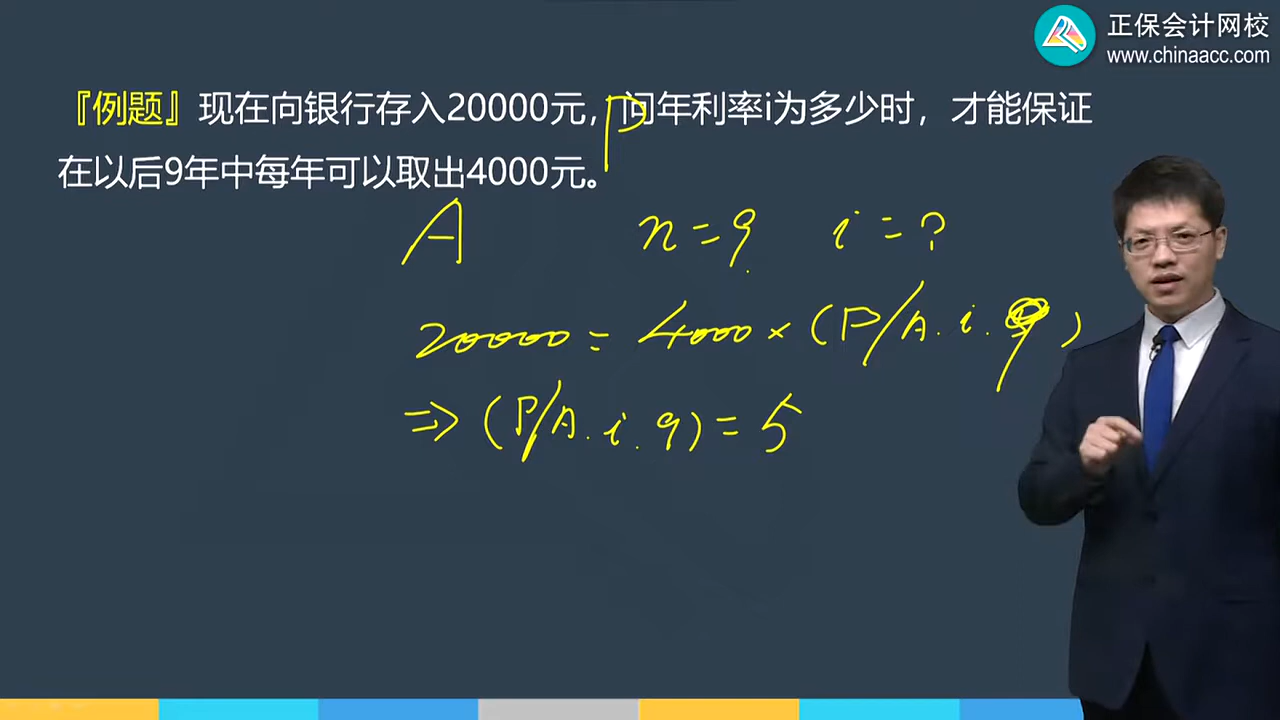 正保会计网校
www.chinaacc.com
『例题』现在向银行存入20000元，问年利率i为多少时，才能保证
在以后9年中每年可以取出4000元。
P
A n=9 i=?
20000=4000×(P/A.i.9)
⇒(P/A.i.9)=5